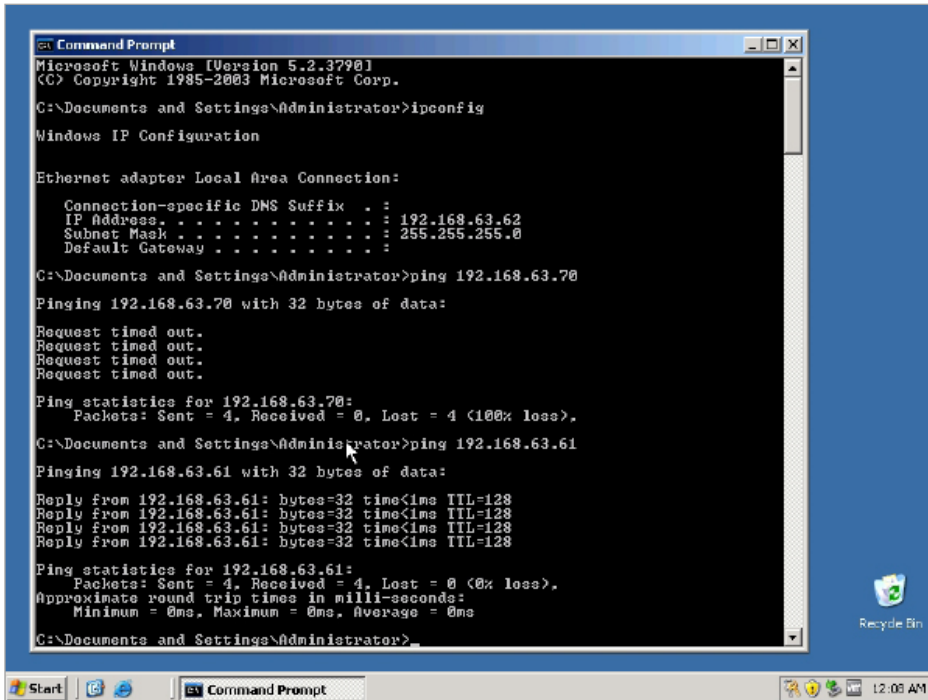 Command Prompt
Microsoft Windows [Version 5.2.3790]
(C) Copyright 1985-2003 Microsoft Corp.
C:\Documents and Settings\Administrator>ipconfig
Windows IP Configuration
Ethernet adapter Local Area Connection:
Connection-specific DNS Suffix . :
IP Address. . . . . . . . . . . . : 192.168.63.62
Subnet Mask . . . . . . . . . . . : 255.255.255.0
Default Gateway . . . . . . . . . :
C:\Documents and Settings\Administrator>ping 192.168.63.70
Pinging 192.168.63.70 with 32 bytes of data:
Request timed out.
Request timed out.
Request timed out.
Request timed out.
Ping statistics for 192.168.63.70:
Packets: Sent = 4, Received = 0, Lost = 4 (100% loss),
C:\Documents and Settings\Administrator>ping 192.168.63.61
Pinging 192.168.63.61 with 32 bytes of data:
Reply from 192.168.63.61: bytes=32 time<1ms TTL=128
Reply from 192.168.63.61: bytes=32 time<1ms TTL=128
Reply from 192.168.63.61: bytes=32 time<1ms TTL=128
Reply from 192.168.63.61: bytes=32 time<1ms TTL=128
Ping statistics for 192.168.63.61:
Packets: Sent = 4, Received = 4, Lost = 0 (0% loss),
Approximate round trip times in milli-seconds:
Minimum = 0ms, Maximum = 0ms, Average = 0ms
C:\Documents and Settings\Administrator>_
Recycle Bin
Start
Command Prompt
12:08 AM